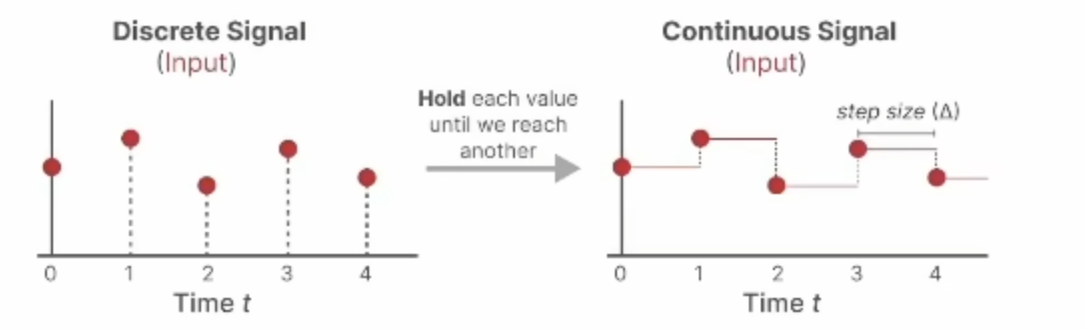 Discrete Signal
(Input)
0 1 2 3 4
Time t
Hold each value
until we reach
another
Continuous Signal
(Input)
step size (Δ)
0 1 2 3 4
Time t